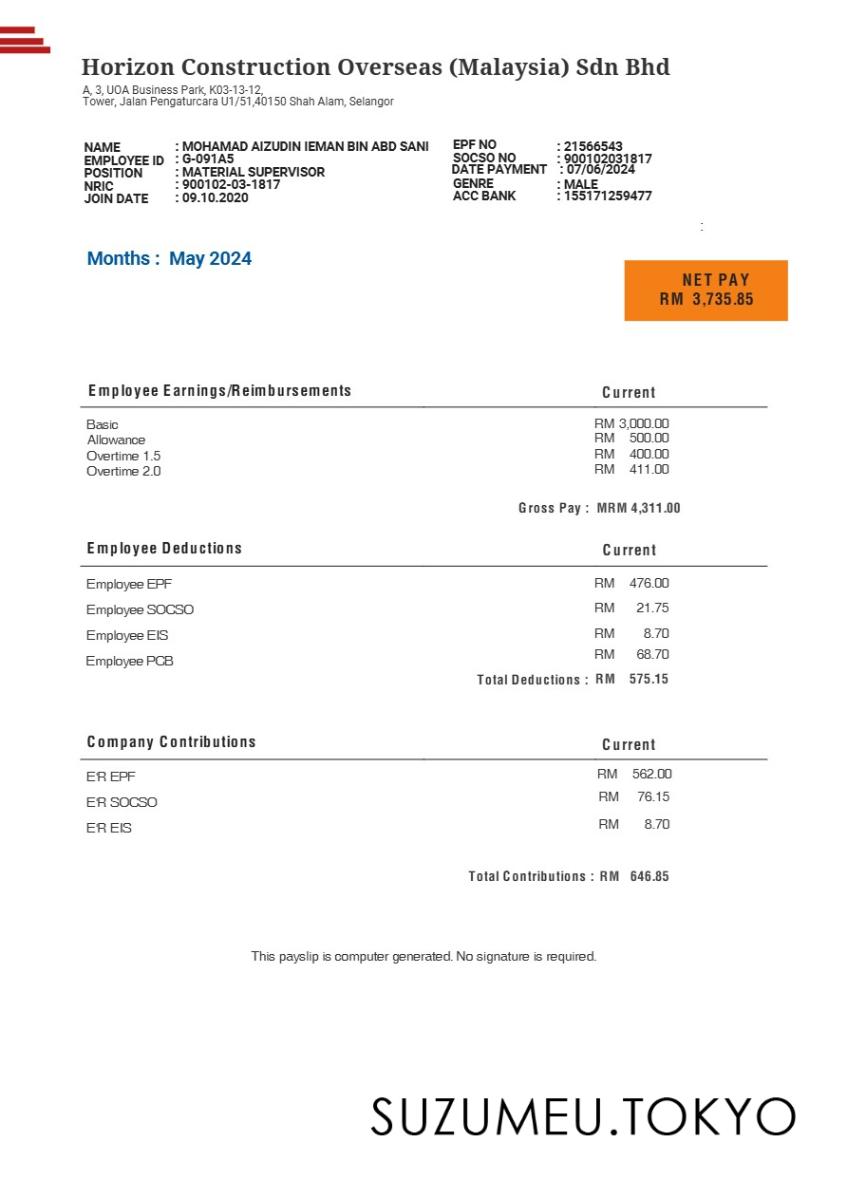 Horizon Construction Overseas (Malaysia) Sdn Bhd
A, 3, UOA Business Park, K03-13-12,
Tower, Jalan Pengaturcara U1/51,40150 Shah Alam, Selangor
NAME : MOHAMAD AIZUDIN IEMAN BIN ABD SANI
EMPLOYEE ID : G-091A5
POSITION : MATERIAL SUPERVISOR
NRIC : 900102-03-1817
JOIN DATE : 09.10.2020
EPF NO : 21566543
SOCSO NO : 900102031817
DATE PAYMENT : 07/06/2024
GENRE : MALE
ACC BANK : 155171259477
:
Months : May 2024
NET PAY
RM 3,735.85
Employee Earnings/Reimbursements Current
Basic RM 3,000.00
Allowance RM 500.00
Overtime 1.5 RM 400.00
Overtime 2.0 RM 411.00
Gross Pay : MRM 4,311.00
Employee Deductions Current
Employee EPF RM 476.00
Employee SOCSO RM 21.75
Employee EIS RM 8.70
Employee PCB RM 68.70
Total Deductions : RM 575.15
Company Contributions Current
E'R EPF RM 562.00
E'R SOCSO RM 76.15
E'R EIS RM 8.70
Total Contributions : RM 646.85
This payslip is computer generated. No signature is required.
SUZUMEU.TOKYO